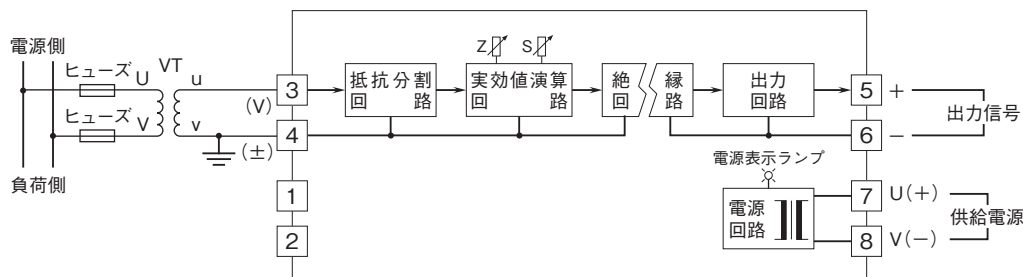 電源側
ヒューズ
U
VT
u
(V)
3
抵抗分割
回路
Z
S
実効値演算
回路
絶縁
回路
出力
回路
5
+
出力信号
ヒューズ
V
v
(±)
4
6
−
負荷側
1
2
電源表示ランプ
電源
回路
7
U(+)
供給電源
8
V(−)